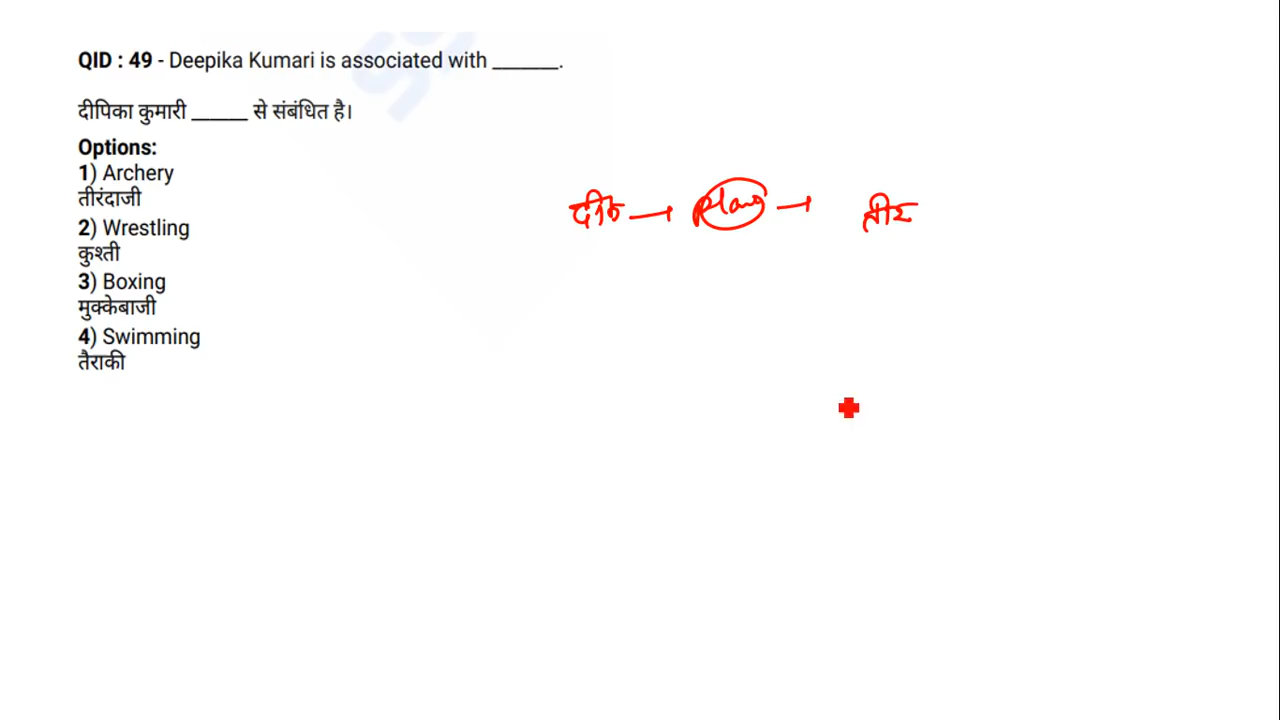 QID : 49 - Deepika Kumari is associated with _______.
दीपिका कुमारी ______ से संबंधित है।
Options:
1) Archery
तीरंदाजी
2) Wrestling
कुश्ती
3) Boxing
मुक्केबाजी
4) Swimming
तैराकी
→ →  तीर